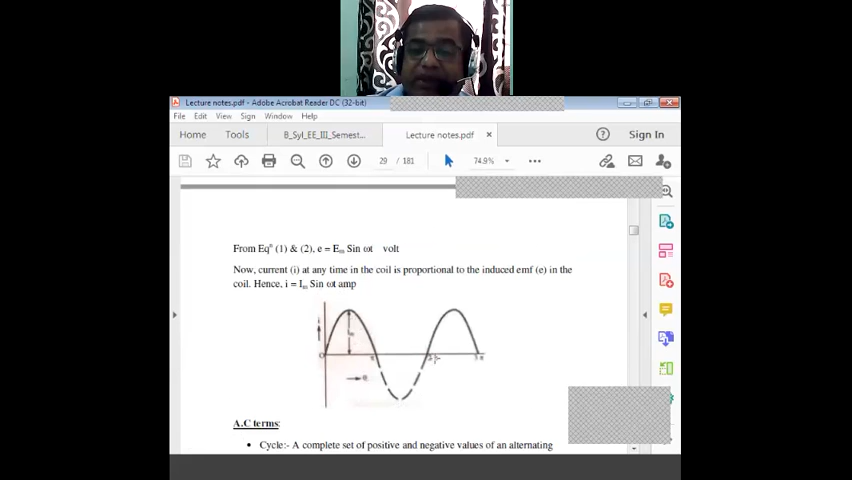 Lecture notes.pdf - Adobe Acrobat Reader DC (32-bit)
File Edit View Sign Window Help
Home Tools B_Syl_EE_III_Semest... Lecture notes.pdf × Sign In
29 / 181 74.9%
From Eqⁿ (1) & (2), e = Eₘ Sin ωt volt
Now, current (i) at any time in the coil is proportional to the induced emf (e) in the
coil. Hence, i = Iₘ Sin ωt amp
A.C terms:
• Cycle:- A complete set of positive and negative values of an alternating